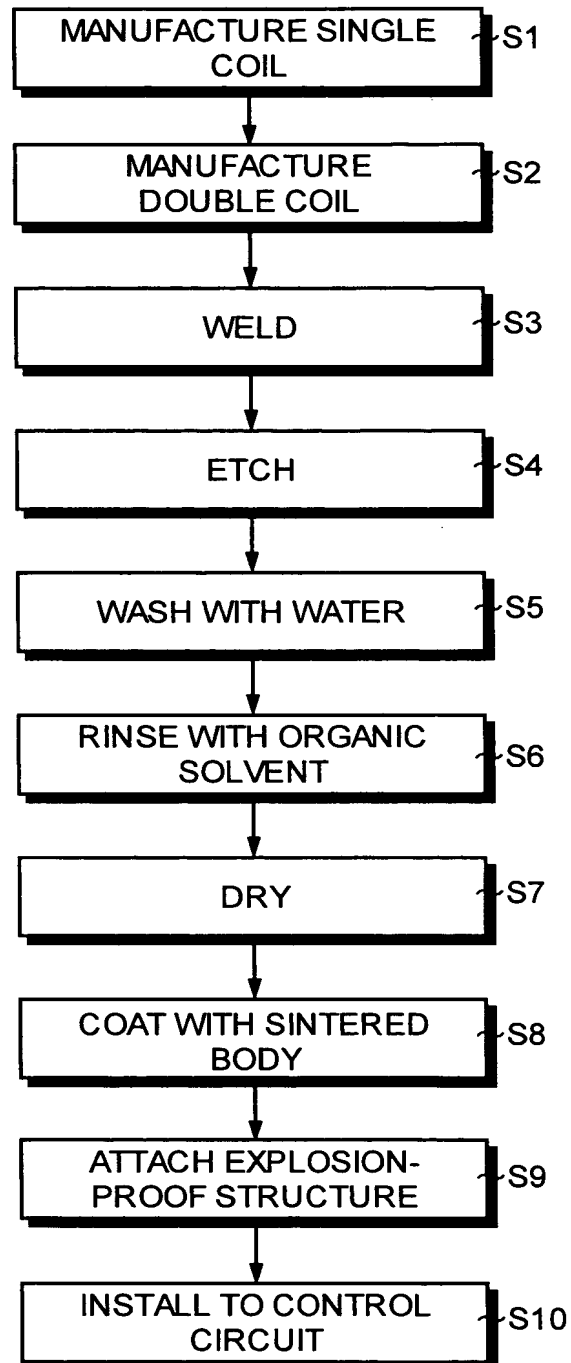 MANUFACTURE SINGLE
COIL
S1
MANUFACTURE
DOUBLE COIL
S2
WELD
S3
ETCH
S4
WASH WITH WATER
S5
RINSE WITH ORGANIC
SOLVENT
S6
DRY
S7
COAT WITH SINTERED
BODY
S8
ATTACH EXPLOSION-
PROOF STRUCTURE
S9
INSTALL TO CONTROL
CIRCUIT
S10